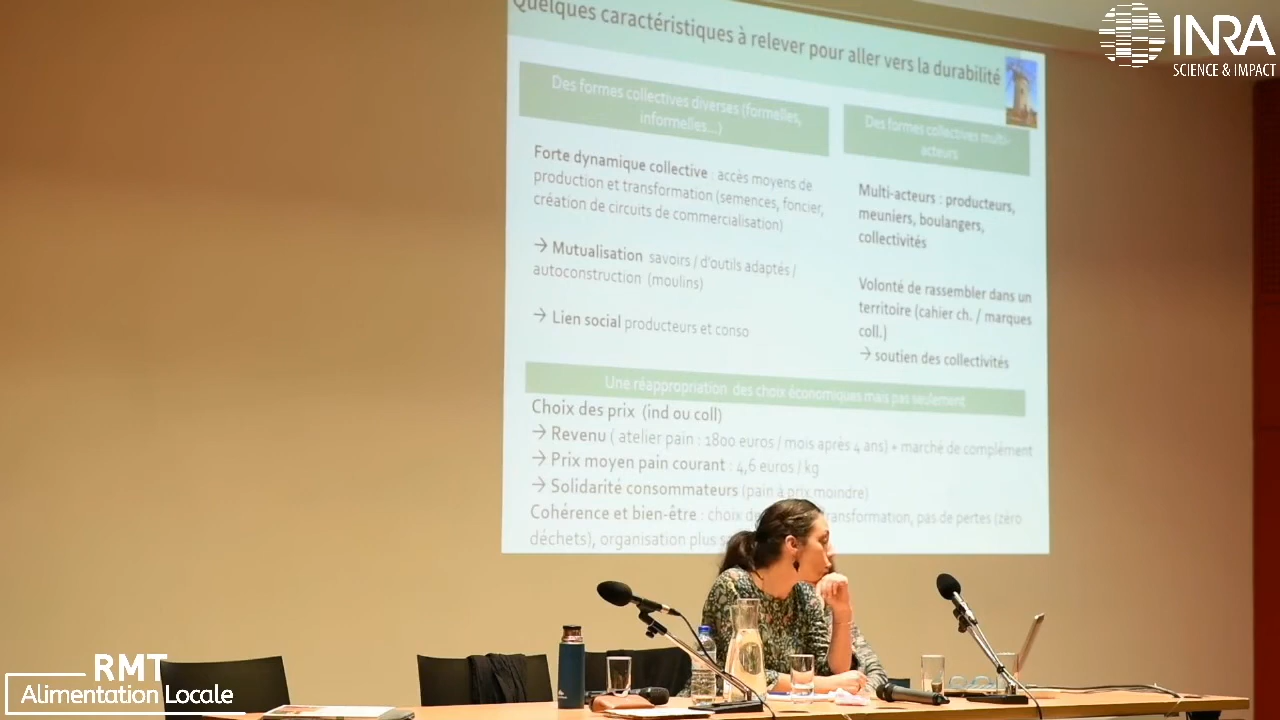 Quelques caractéristiques à relever pour aller vers la durabilité
INRA
SCIENCE & IMPACT
Des formes collectives diverses (formelles,
informelles...)
Forte dynamique collective : accès moyens de
production et transformation (semences, foncier,
création de circuits de commercialisation)
→ Mutualisation savoirs / d'outils adaptés /
autoconstruction (moulins)
→ Lien social producteurs et conso
Des formes collectives multi-
acteurs
Multi-acteurs : producteurs,
meuniers, boulangers,
collectivités
Volonté de rassembler dans un
territoire (cahier ch. / marques
coll.)
→ soutien des collectivités
Une réappropriation des choix économiques mais pas seulement
Choix des prix (ind ou coll)
→ Revenu ( atelier pain : 1800 euros / mois après 4 ans) + marché de complément
→ Prix moyen pain courant : 4,6 euros / kg
→ Solidarité consommateurs (pain à prix moindre)
Cohérence et bien-être : choix transformation, pas de pertes (zéro
déchets), organisation plus
RMT
Alimentation Locale